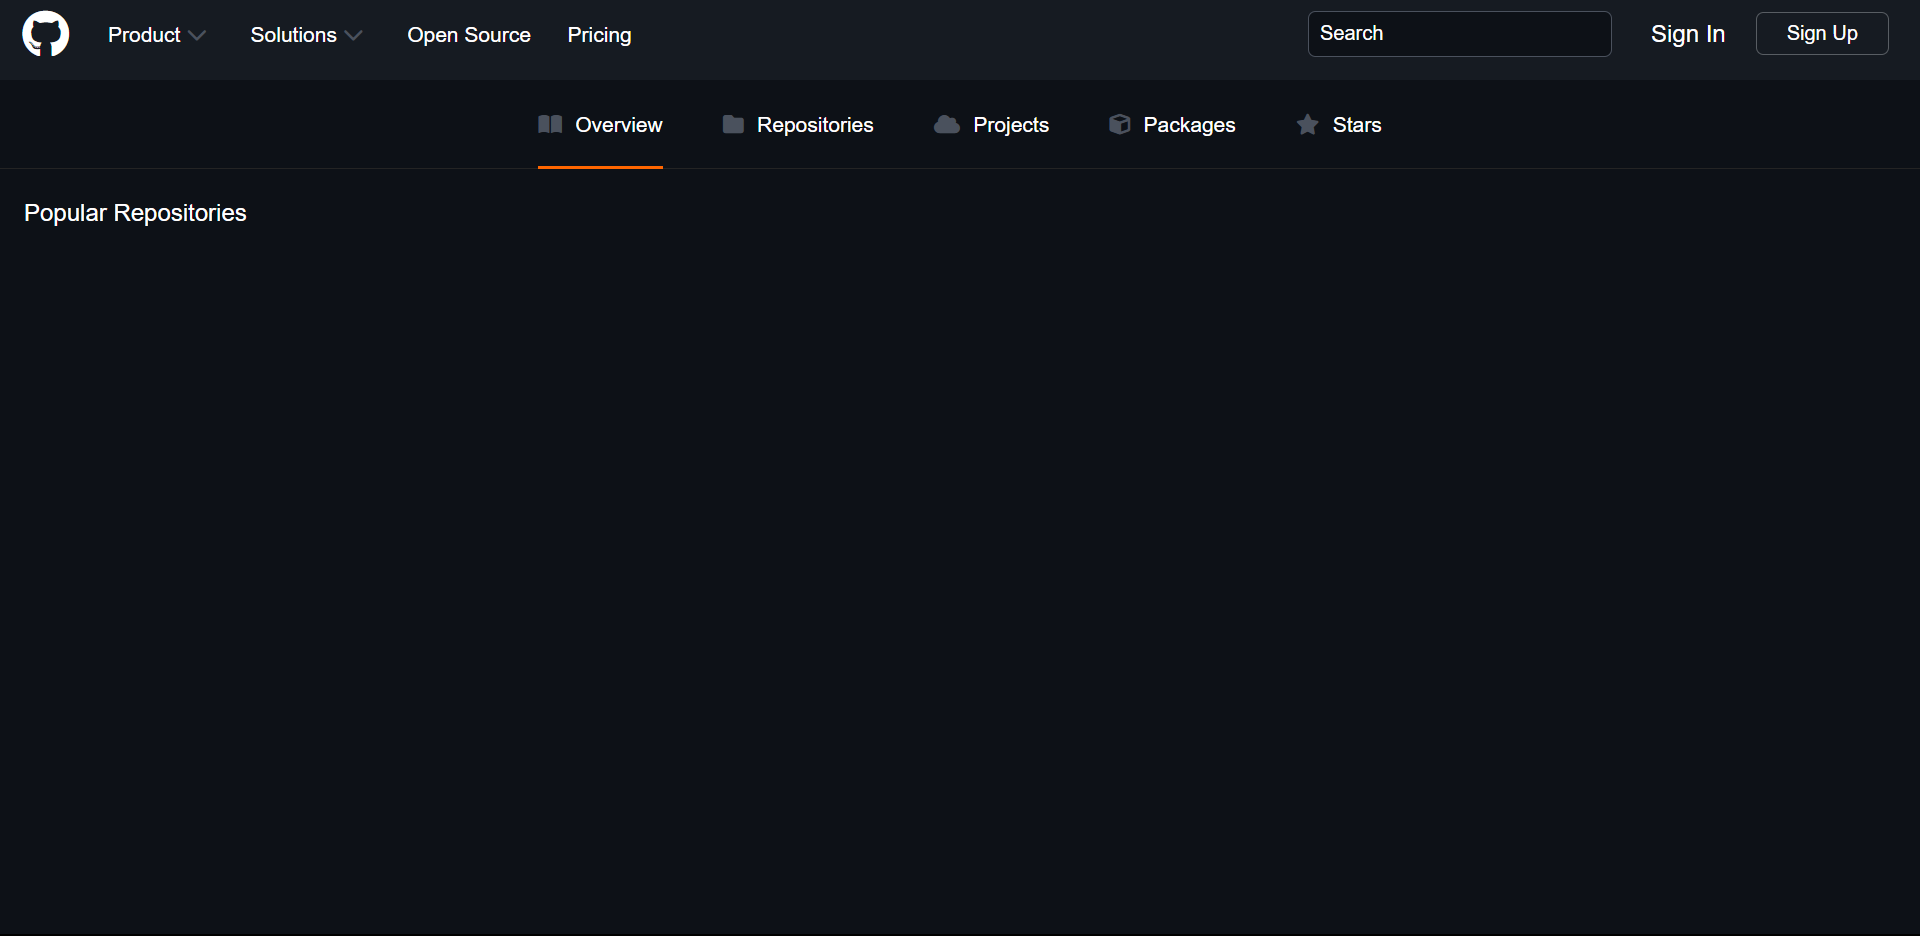 Product Solutions Open Source Pricing Search Sign In Sign Up
Overview Repositories Projects Packages Stars
Popular Repositories